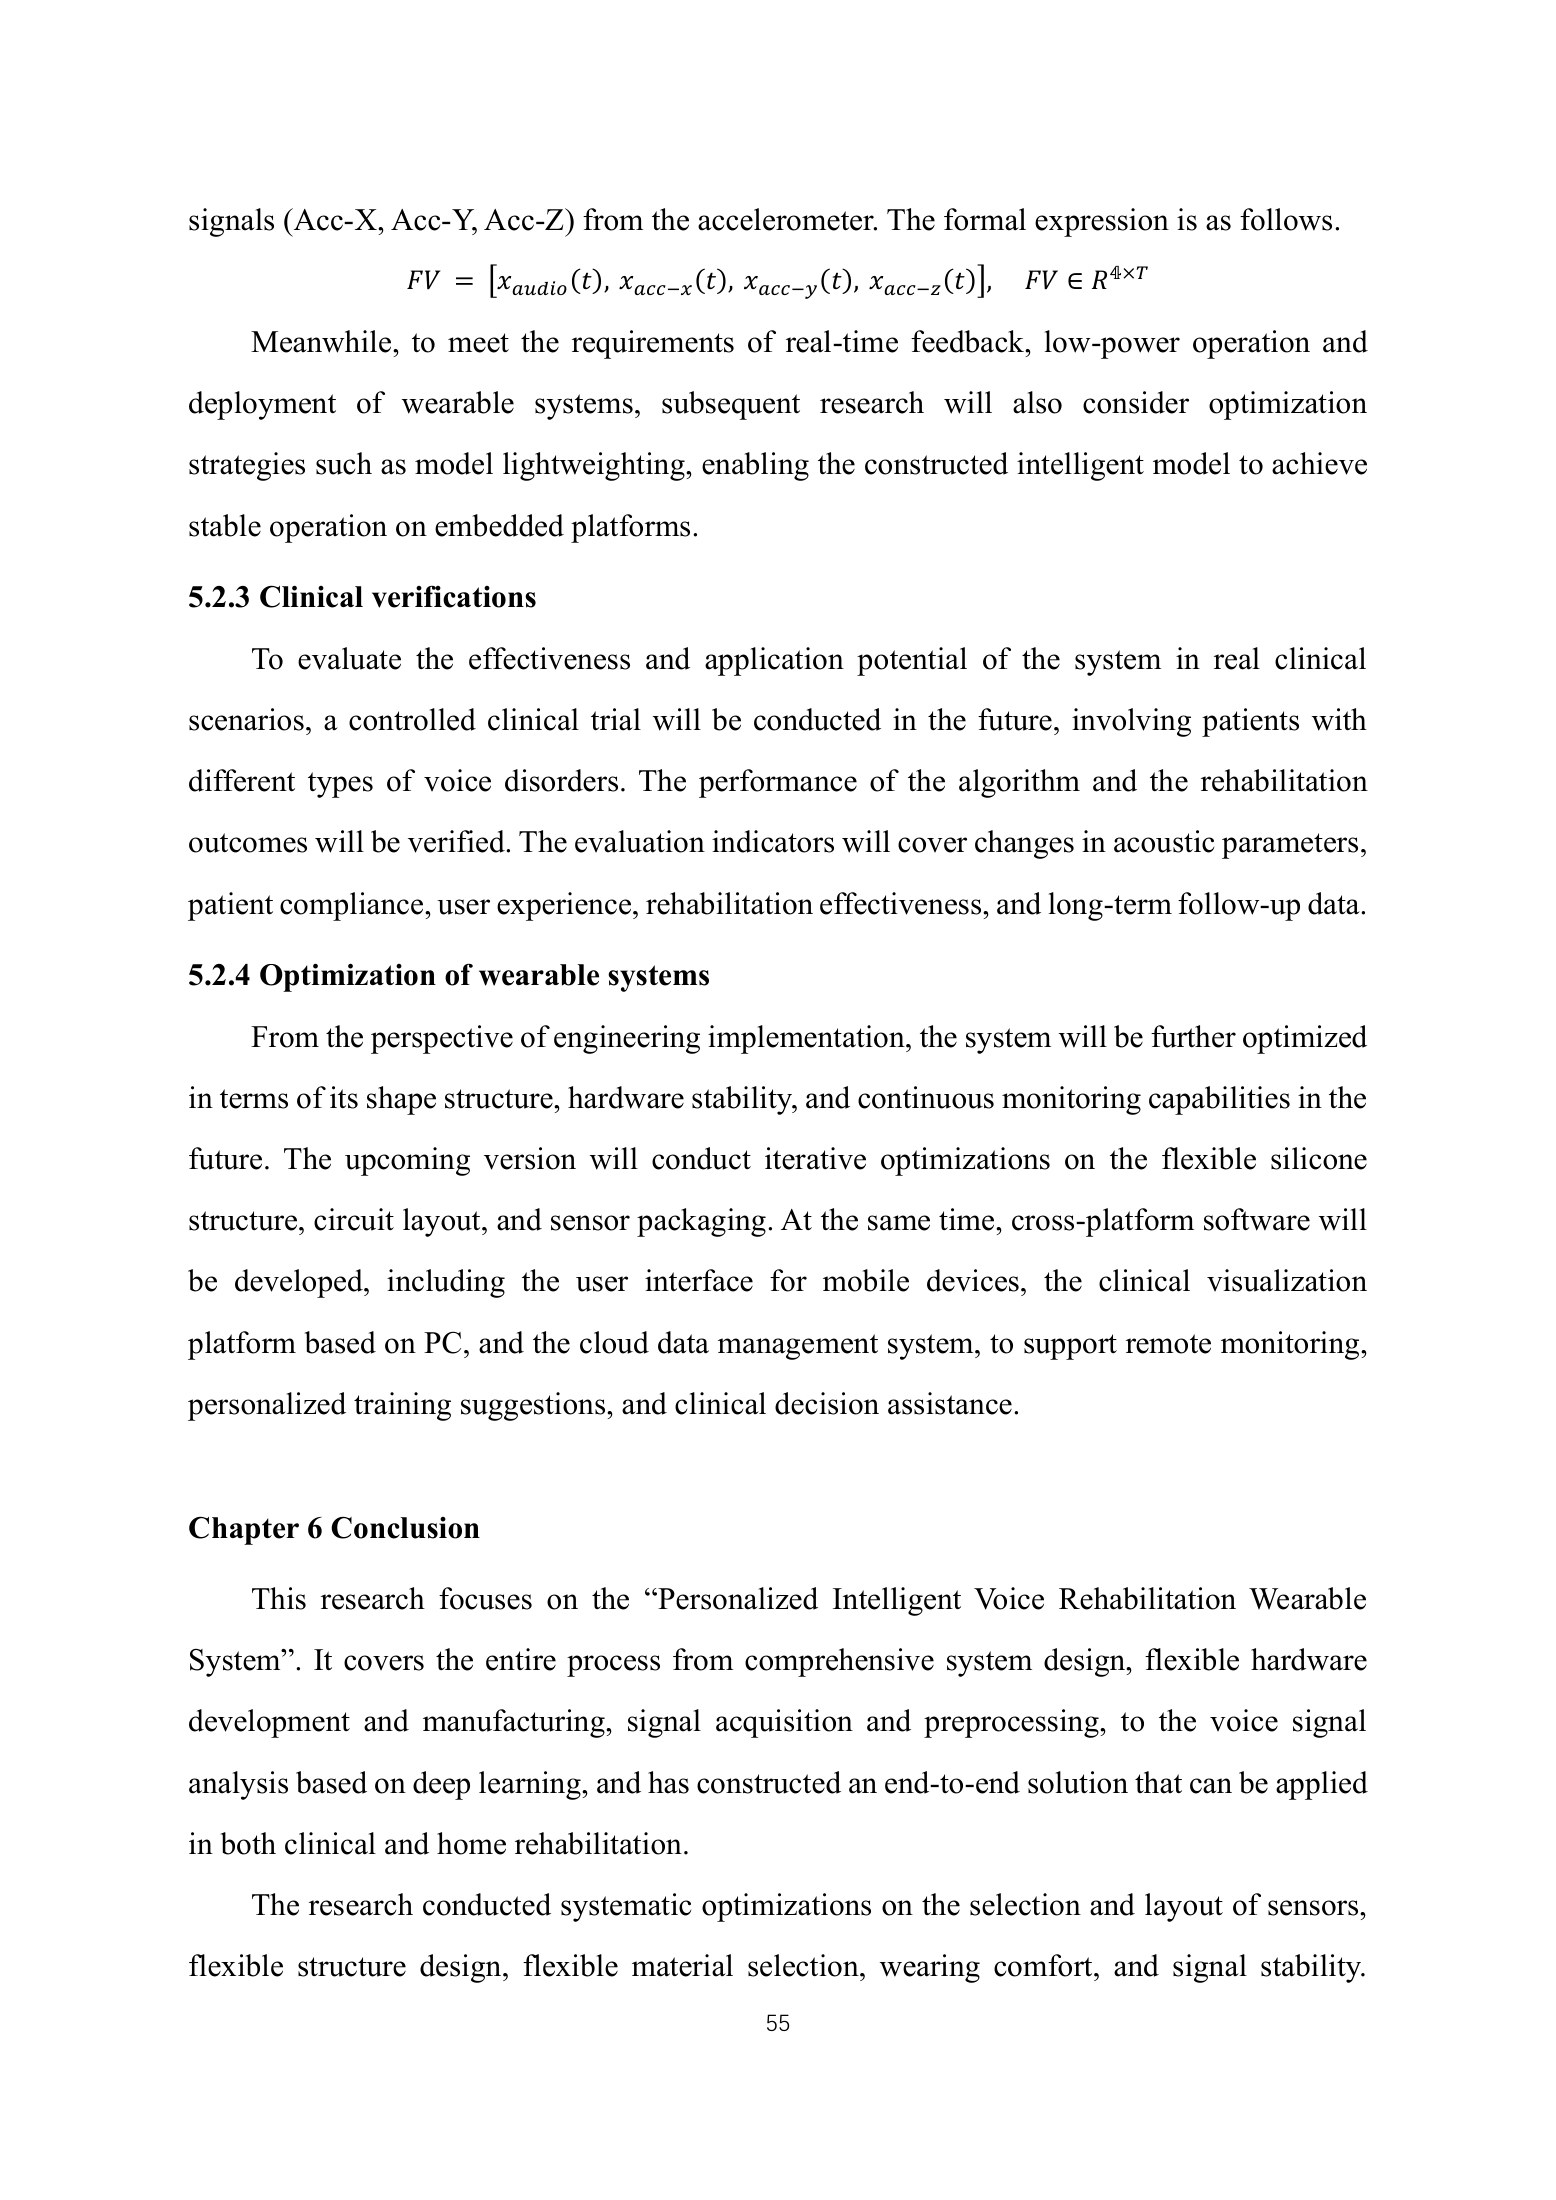 signals (Acc-X, Acc-Y, Acc-Z) from the accelerometer. The formal expression is as follows.
FV = [x_{audio}(t), x_{acc-x}(t), x_{acc-y}(t), x_{acc-z}(t)], FV ∈ R^{𝟜×T}
Meanwhile, to meet the requirements of real-time feedback, low-power operation and
deployment of wearable systems, subsequent research will also consider optimization
strategies such as model lightweighting, enabling the constructed intelligent model to achieve
stable operation on embedded platforms.
5.2.3 Clinical verifications
To evaluate the effectiveness and application potential of the system in real clinical
scenarios, a controlled clinical trial will be conducted in the future, involving patients with
different types of voice disorders. The performance of the algorithm and the rehabilitation
outcomes will be verified. The evaluation indicators will cover changes in acoustic parameters,
patient compliance, user experience, rehabilitation effectiveness, and long-term follow-up data.
5.2.4 Optimization of wearable systems
From the perspective of engineering implementation, the system will be further optimized
in terms of its shape structure, hardware stability, and continuous monitoring capabilities in the
future. The upcoming version will conduct iterative optimizations on the flexible silicone
structure, circuit layout, and sensor packaging. At the same time, cross-platform software will
be developed, including the user interface for mobile devices, the clinical visualization
platform based on PC, and the cloud data management system, to support remote monitoring,
personalized training suggestions, and clinical decision assistance.
Chapter 6 Conclusion
This research focuses on the “Personalized Intelligent Voice Rehabilitation Wearable
System”. It covers the entire process from comprehensive system design, flexible hardware
development and manufacturing, signal acquisition and preprocessing, to the voice signal
analysis based on deep learning, and has constructed an end-to-end solution that can be applied
in both clinical and home rehabilitation.
The research conducted systematic optimizations on the selection and layout of sensors,
flexible structure design, flexible material selection, wearing comfort, and signal stability.
55